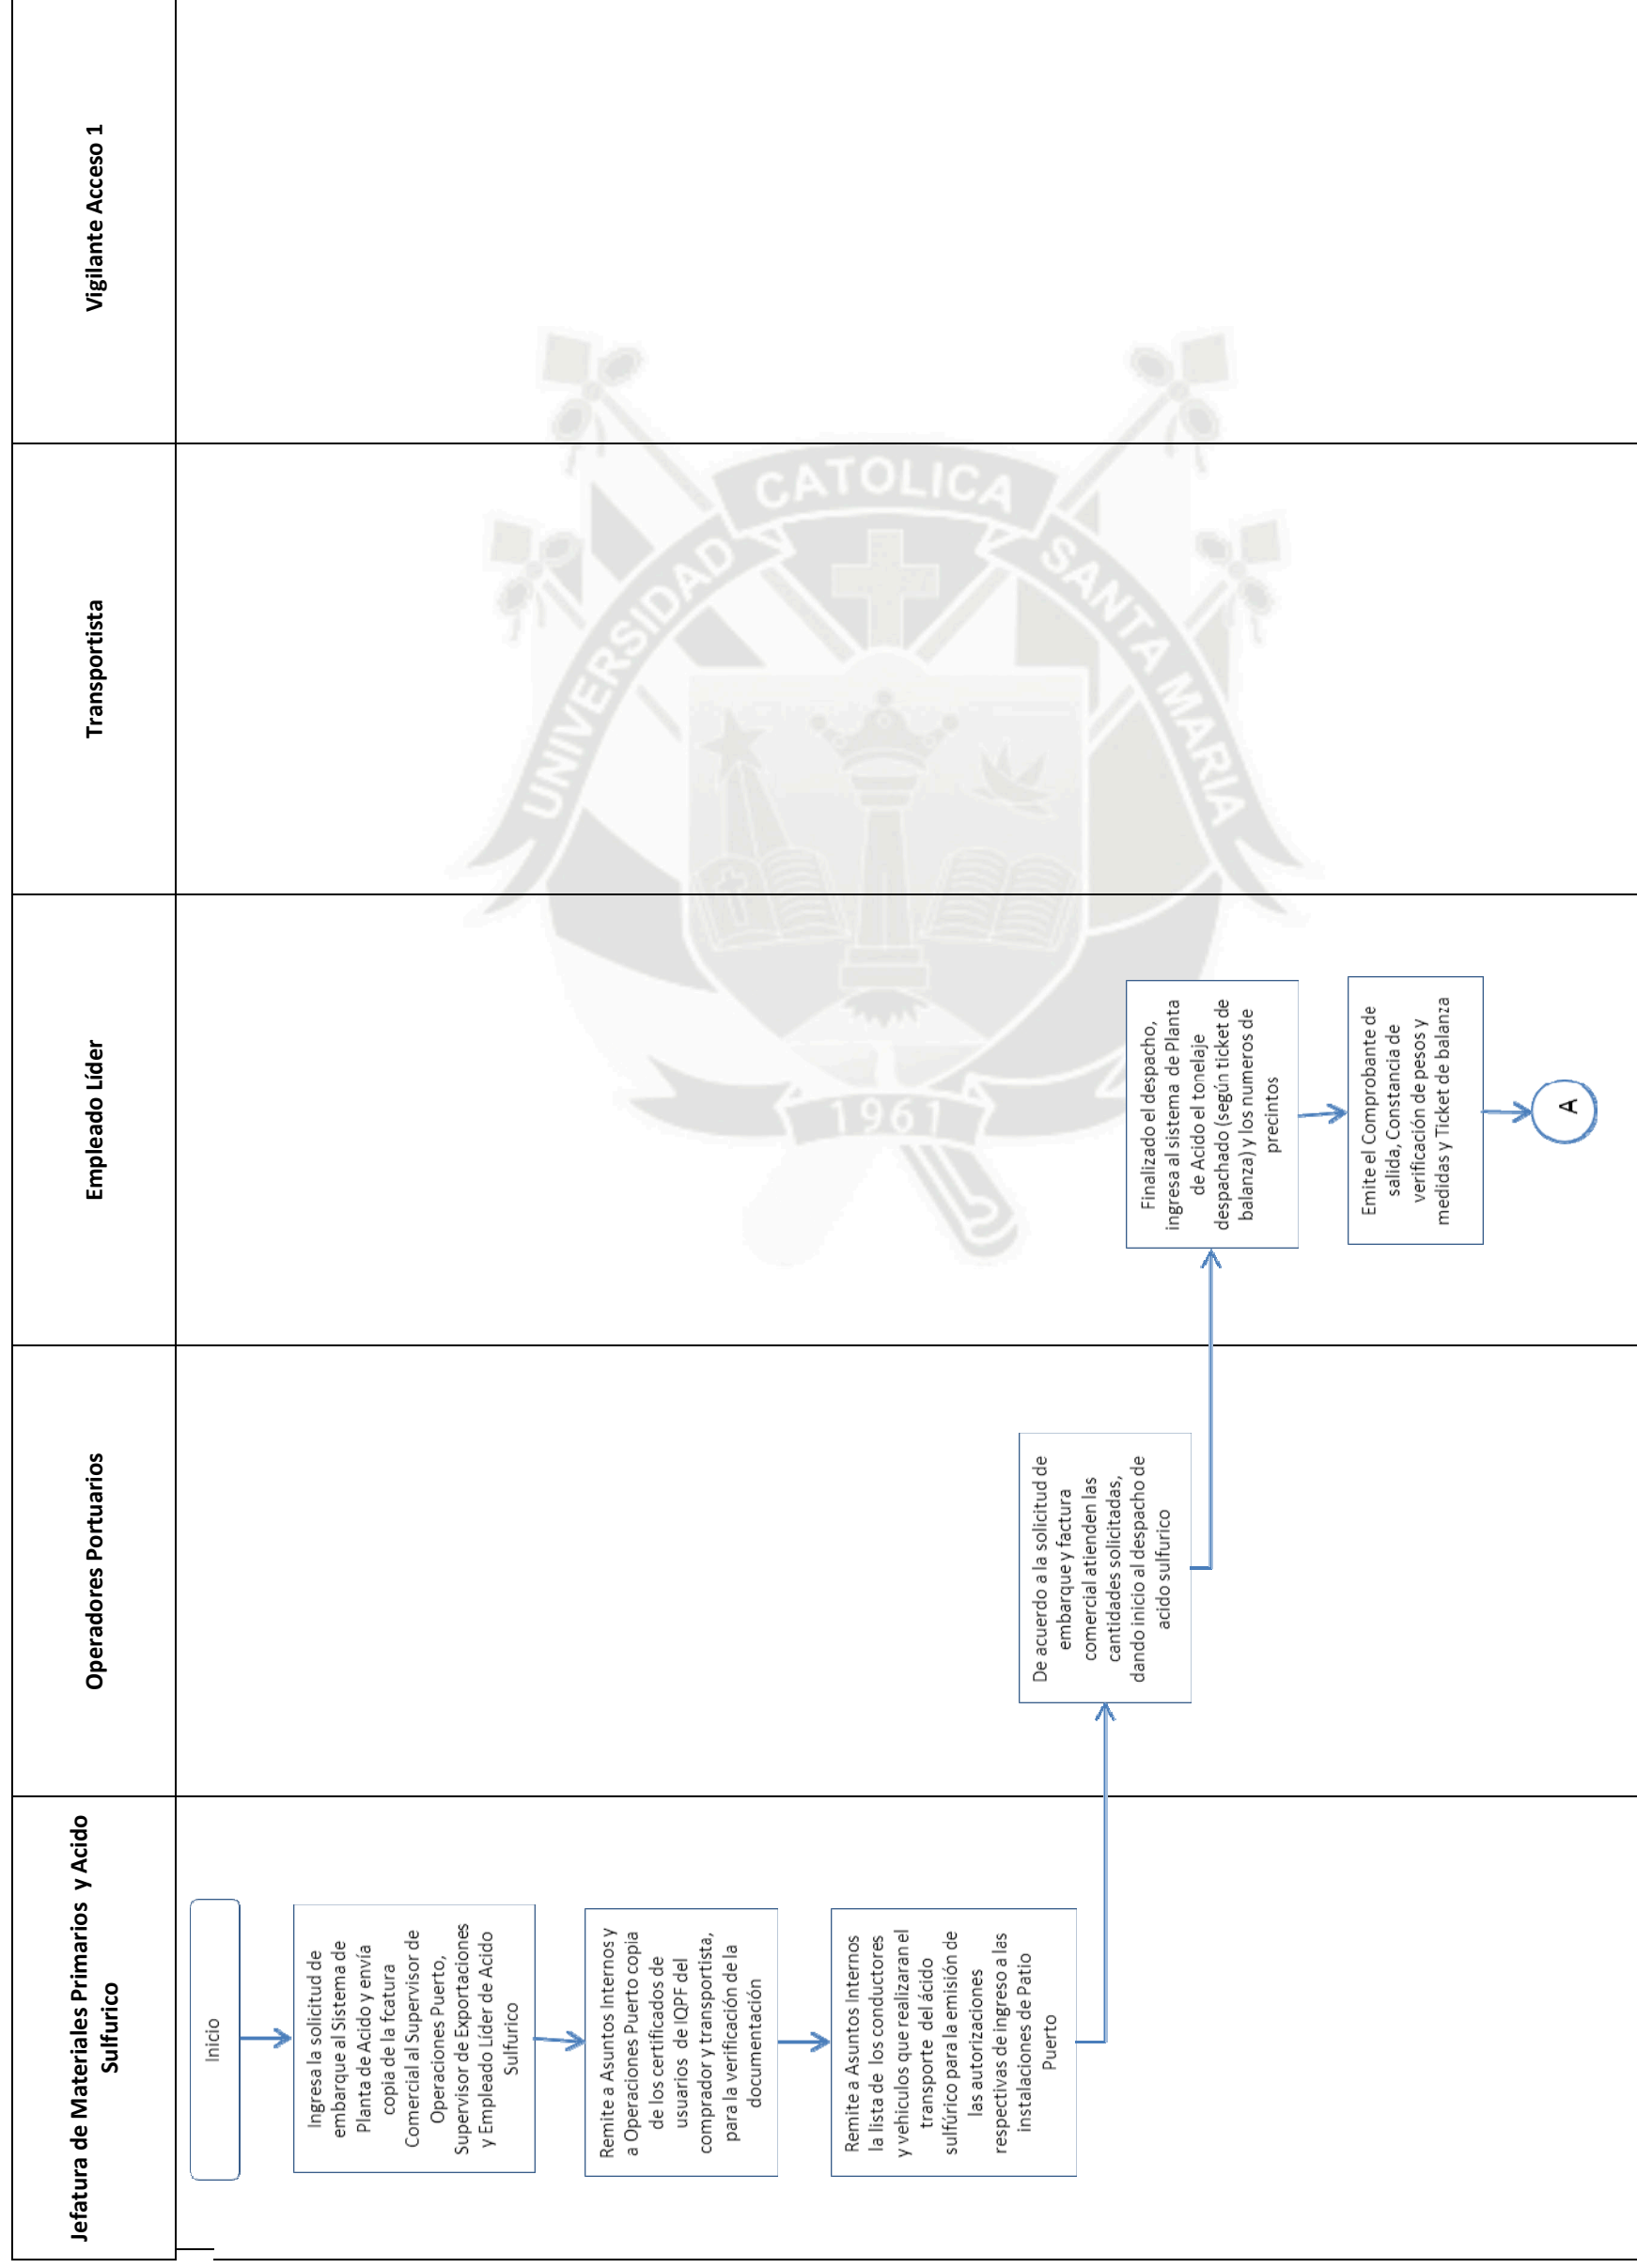 Jefatura de Materiales Primarios y Acido
Sulfurico
Operadores Portuarios
Empleado Líder
Transportista
Vigilante Acceso 1
Inicio
Ingresa la solicitud de
embarque al Sistema de
Planta de Acido y envía
copia de la fcatura
Comercial al Supervisor de
Operaciones Puerto,
Supervisor de Exportaciones
y Empleado Líder de Acido
Sulfurico
Remite a Asuntos Internos y
a Operaciones Puerto copia
de los certificados de
usuarios de IQPF del
comprador y transportista,
para la verificación de la
documentación
Remite a Asuntos Internos
la lista de los conductores
y vehiculos que realizaran el
transporte del ácido
sulfúrico para la emisión de
las autorizaciones
respectivas de ingreso a las
instalaciones de Patio
Puerto
De acuerdo a la solicitud de
embarque y factura
comercial atienden las
cantidades solicitadas,
dando inicio al despacho de
acido sulfurico
Finalizado el despacho,
ingresa al sistema de Planta
de Acido el tonelaje
despachado (según ticket de
balanza) y los numeros de
precintos
Emite el Comprobante de
salida, Constancia de
verificación de pesos y
medidas y Ticket de balanza
A
UNIVERSIDAD
CATOLICA
SANTA MARIA
1961